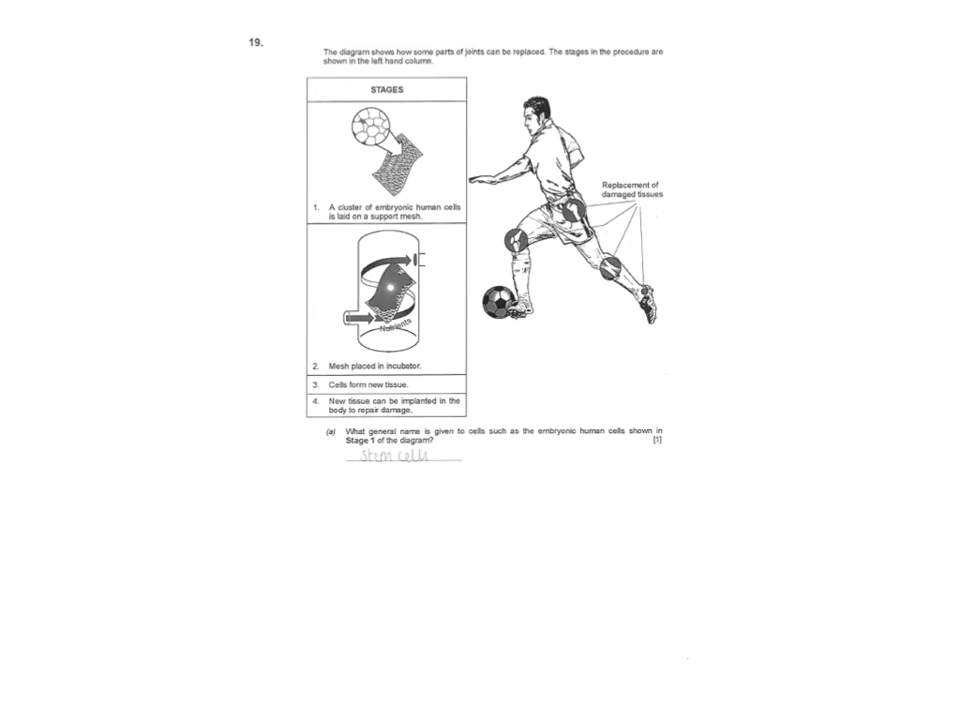 19.
The diagram shows how some parts of joints can be replaced. The stages in the procedure are
shown in the left hand column.
STAGES
1. A cluster of embryonic human cells
is laid on a support mesh.
Nutrients
2. Mesh placed in incubator.
3. Cells form new tissue.
4. New tissue can be implanted in the
body to repair damage.
Replacement of
damaged tissues
(a) What general name is given to cells such as the embryonic human cells shown in
Stage 1 of the diagram? [1]
stem cells